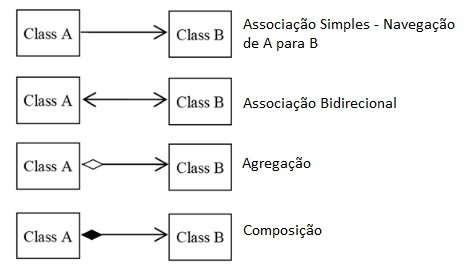 Class A
Class B
Associação Simples - Navegação
de A para B
Class A
Class B
Associação Bidirecional
Class A
Class B
Agregação
Class A
Class B
Composição